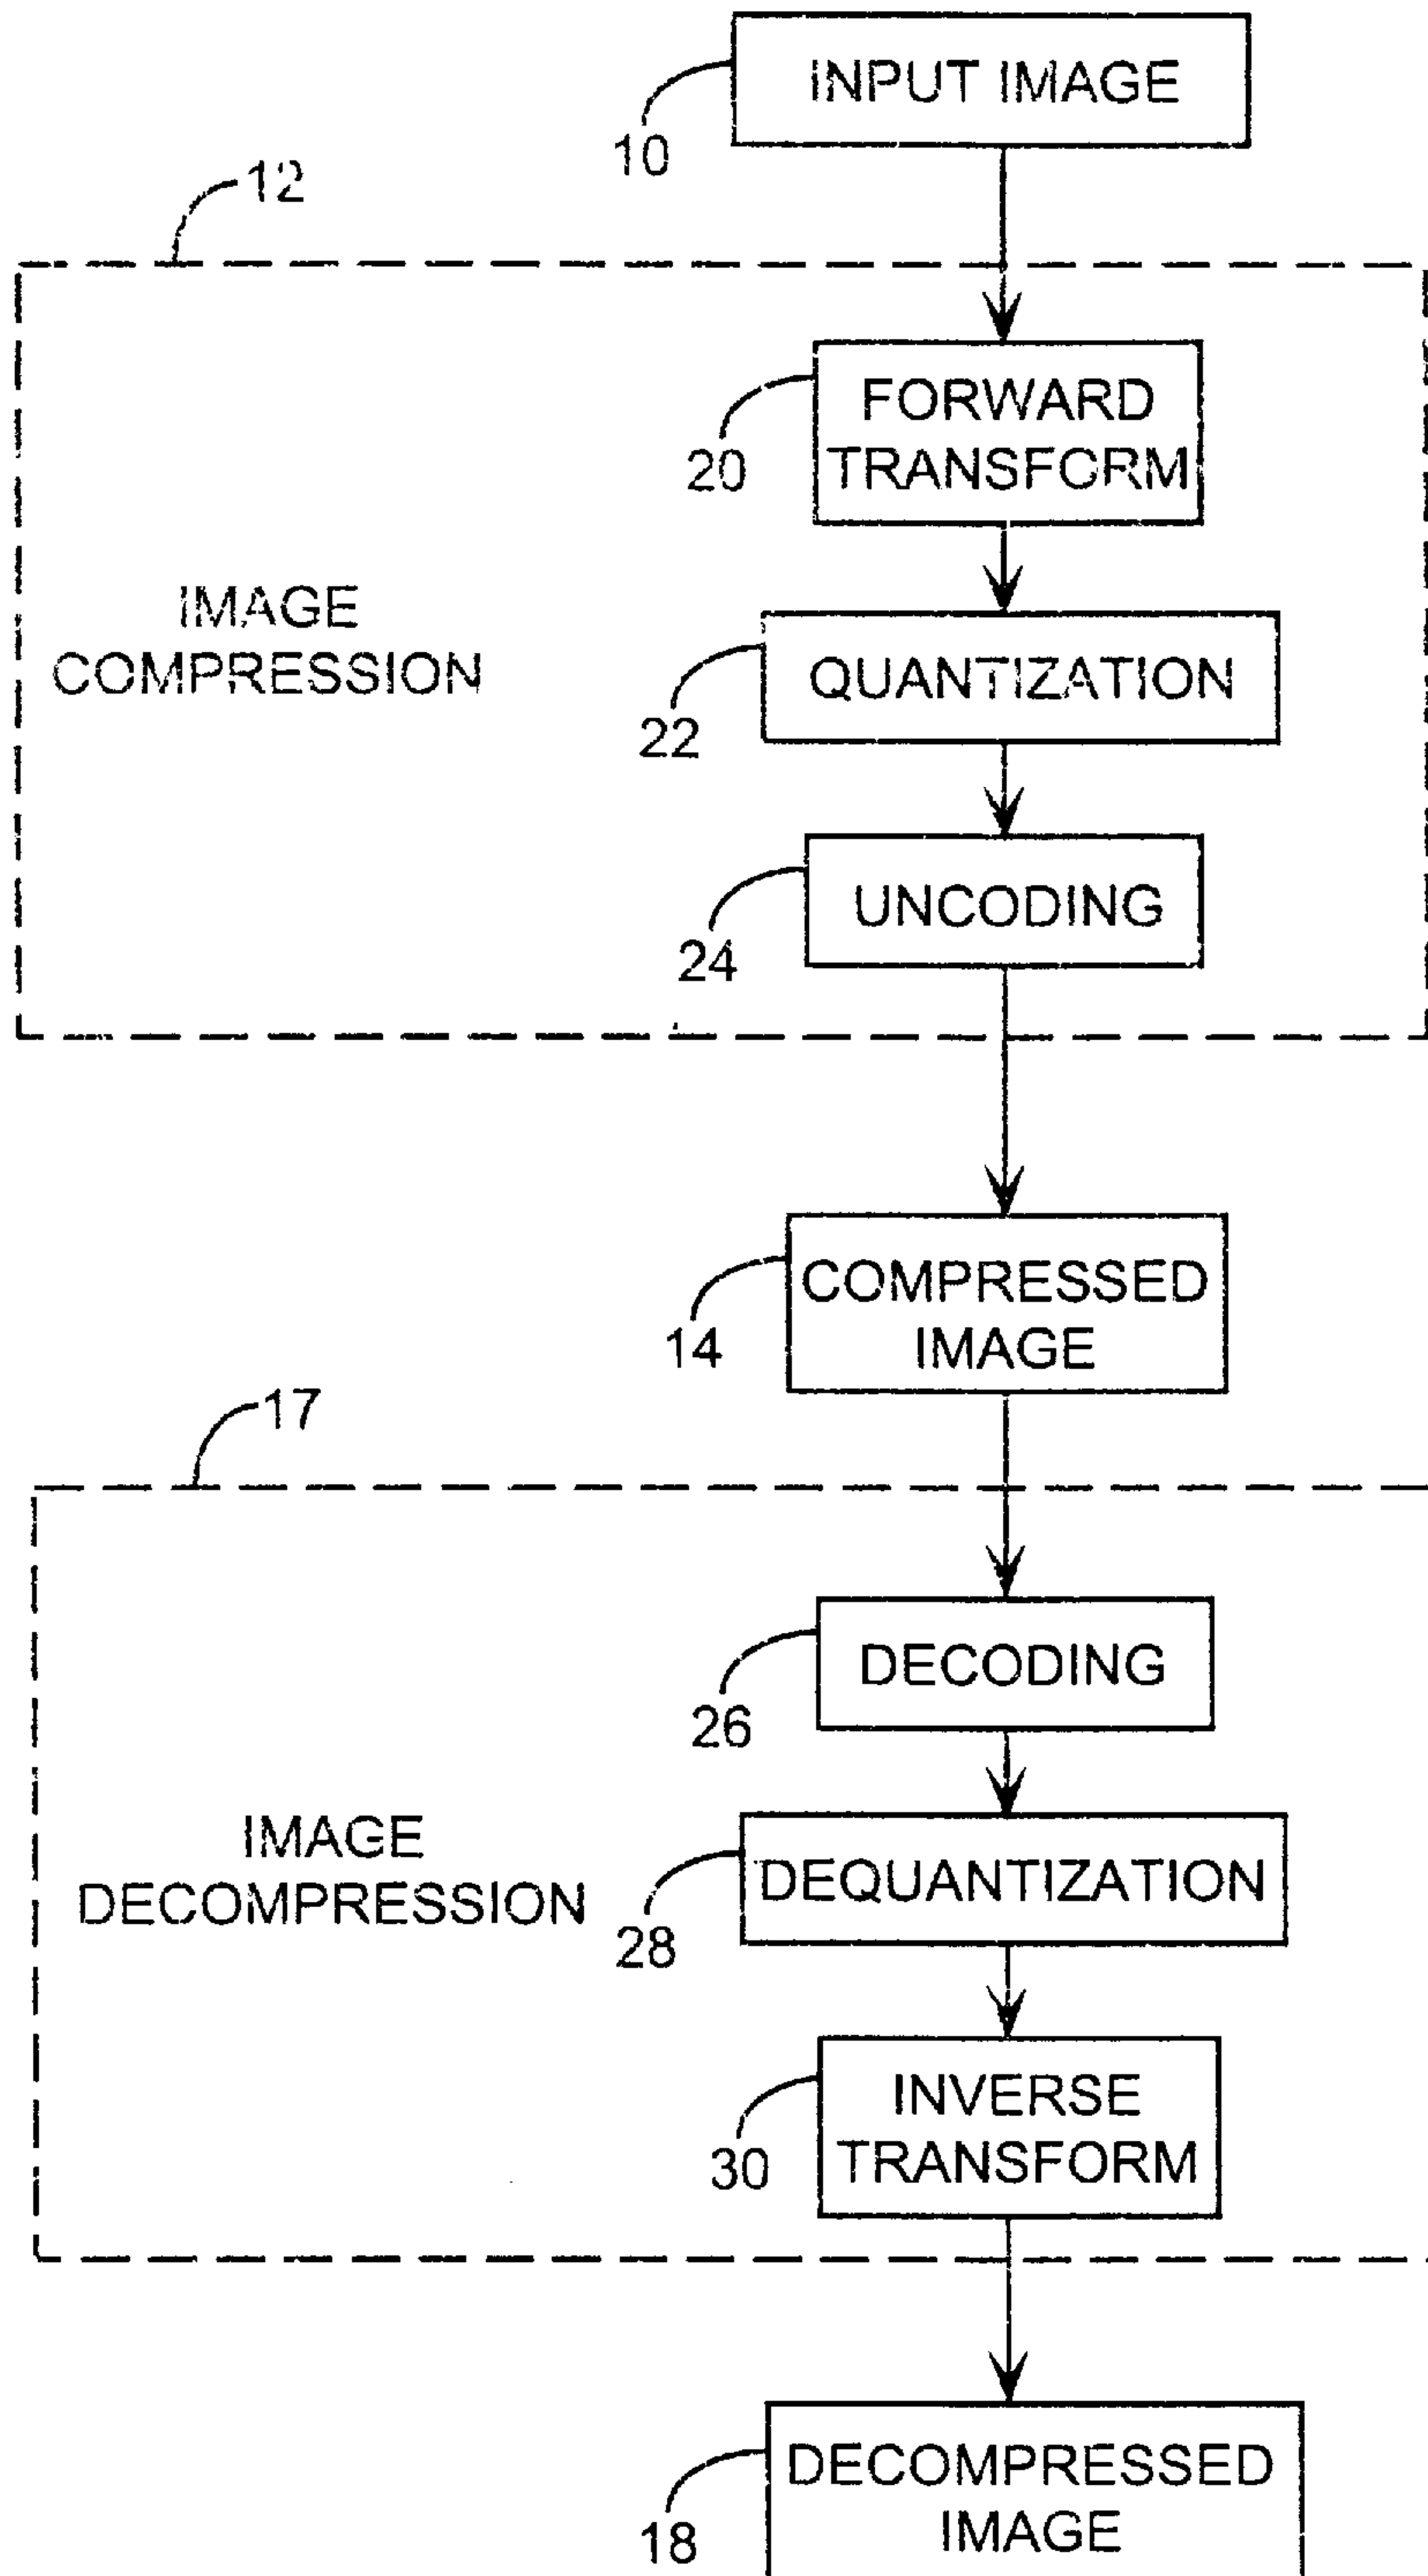 INPUT IMAGE
10
12
FORWARD
TRANSFORM
20
IMAGE
COMPRESSION
QUANTIZATION
22
UNCODING
24
COMPRESSED
IMAGE
14
17
DECODING
26
IMAGE
DECOMPRESSION
DEQUANTIZATION
28
INVERSE
TRANSFORM
30
DECOMPRESSED
IMAGE
18